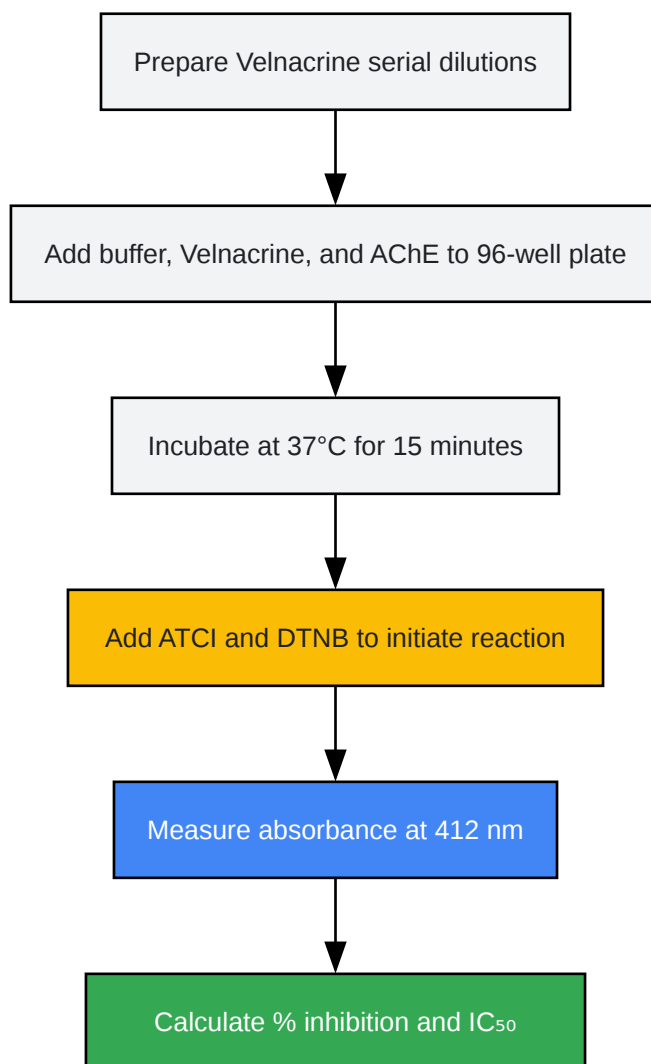 Prepare Velnacrine serial dilutions
Add buffer, Velnacrine, and AChE to 96-well plate
Incubate at 37°C for 15 minutes
Add ATCI and DTNB to initiate reaction
Measure absorbance at 412 nm
Calculate % inhibition and IC₅₀